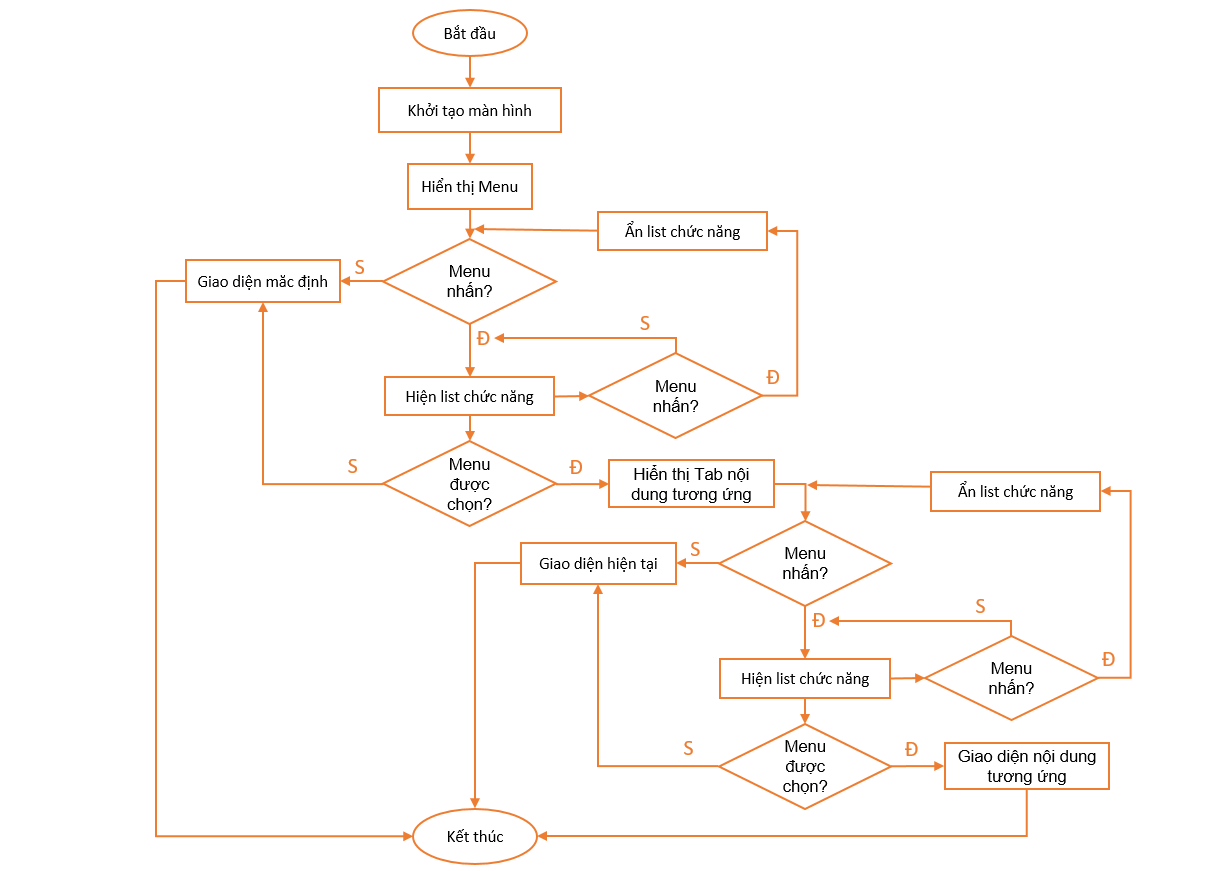 Bắt đầu
Khởi tạo màn hình
Hiển thị Menu
Ẩn list chức năng
Menu
nhấn?
S
Giao diện măc định
Đ
S
Menu
nhấn?
Đ
Hiện list chức năng
Menu
được
chọn?
S
Đ
Hiển thị Tab nội
dung tương ứng
Ẩn list chức năng
Menu
nhấn?
S
Giao diện hiện tại
Đ
S
Menu
nhấn?
Đ
Hiện list chức năng
Menu
được
chọn?
S
Đ
Giao diện nội dung
tương ứng
Kết thúc